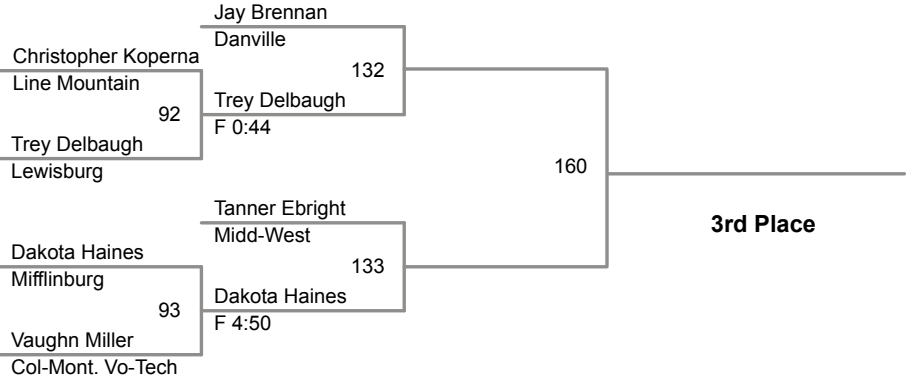 Jay Brennan
Danville
Christopher Koperna
Line Mountain
132
92
Trey Delbaugh
F 0:44
Trey Delbaugh
Lewisburg
160
Tanner Ebright
Midd-West
3rd Place
Dakota Haines
Mifflinburg
133
93
Dakota Haines
F 4:50
Vaughn Miller
Col-Mont. Vo-Tech